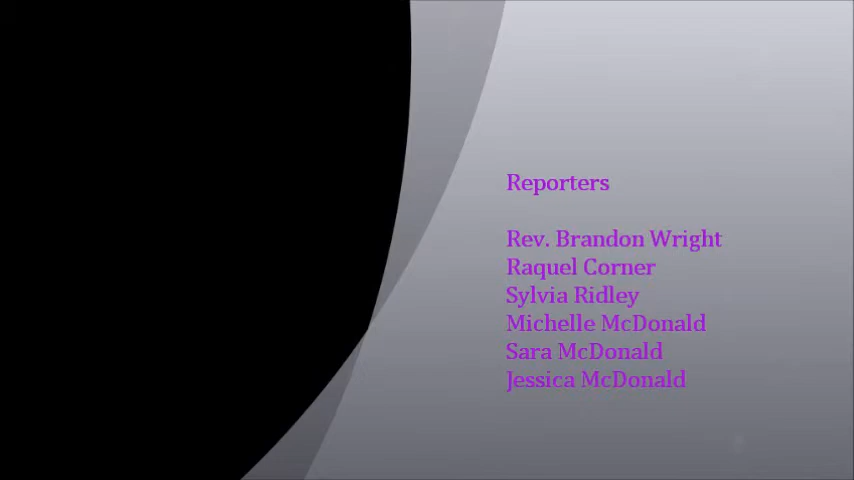 Reporters
Rev. Brandon Wright
Raquel Corner
Sylvia Ridley
Michelle McDonald
Sara McDonald
Jessica McDonald